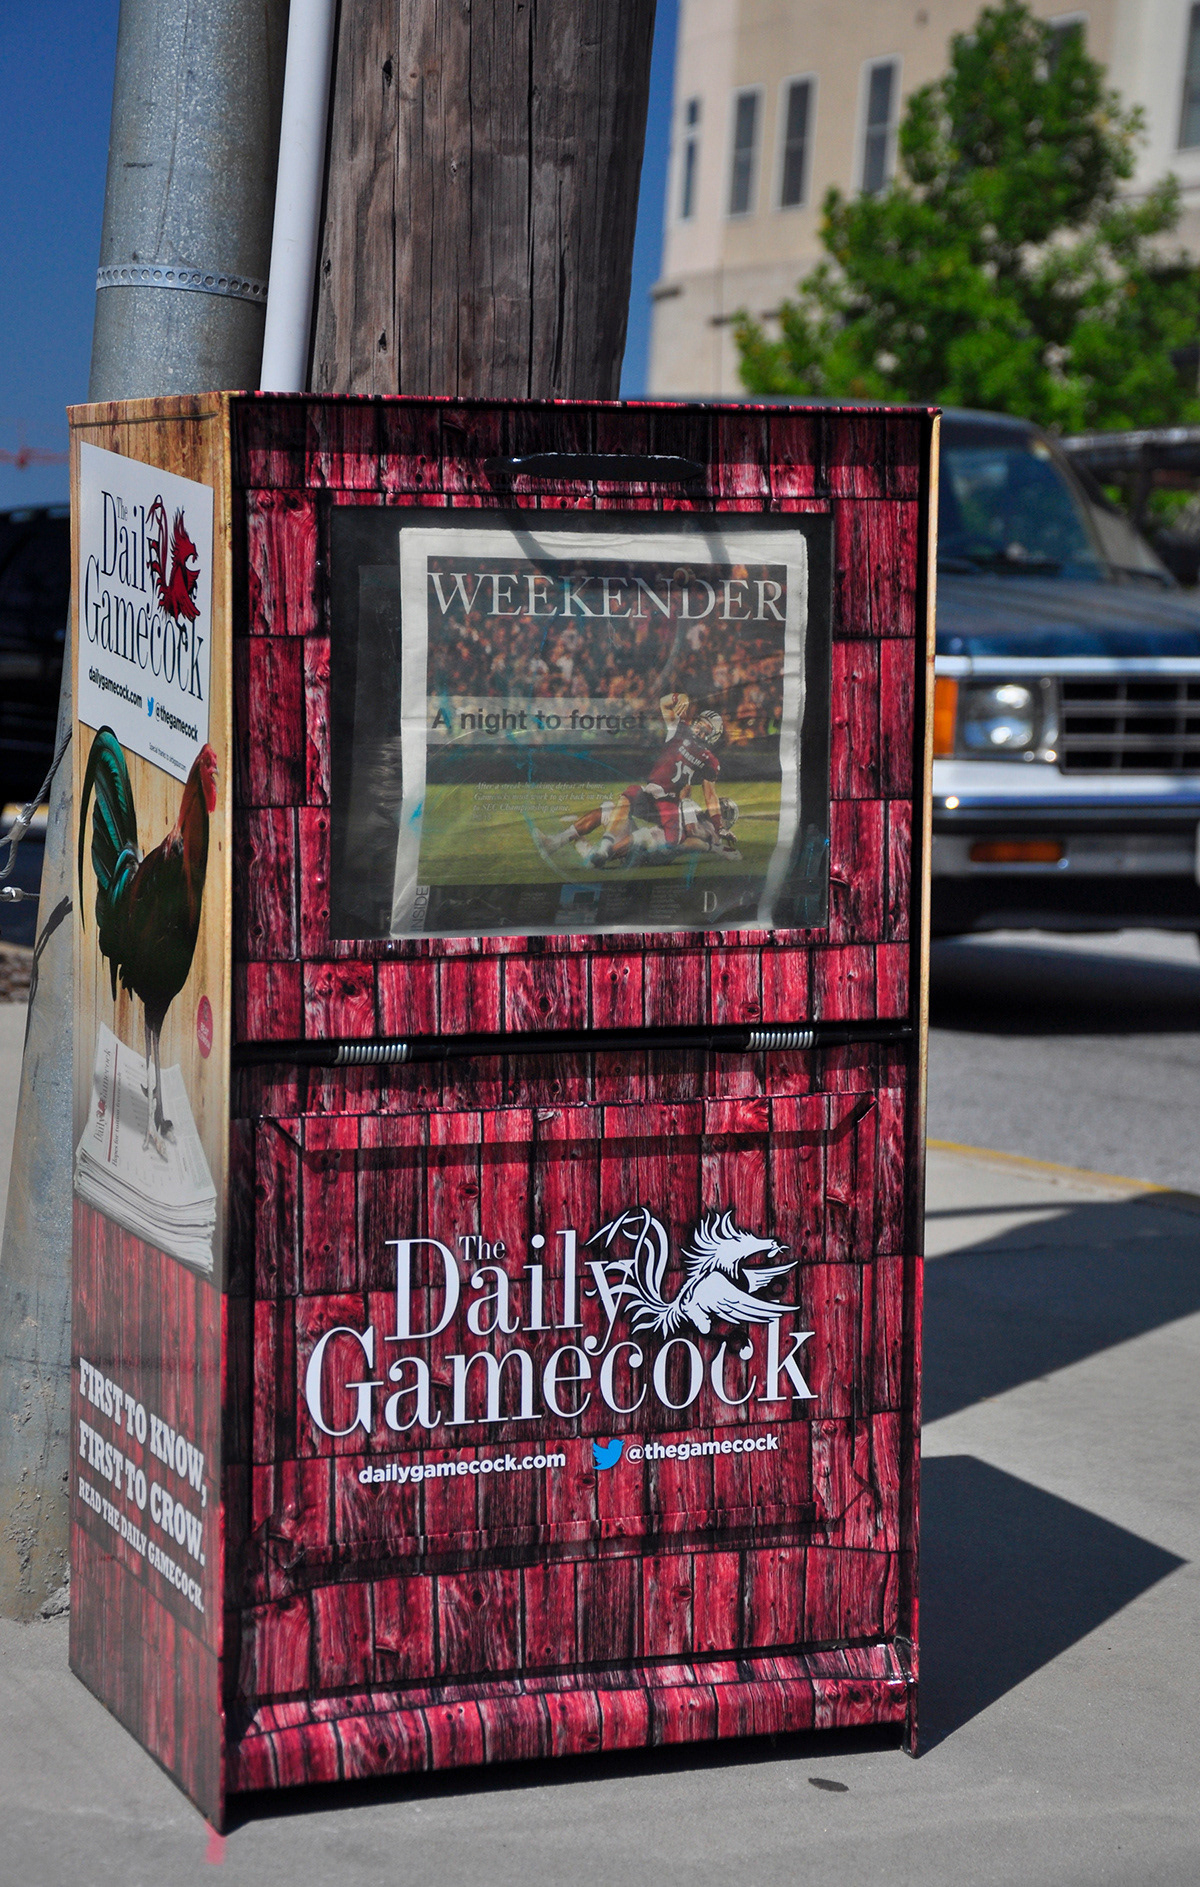 The
Daily
Gamecock
dailygamecock.com @thegamecock
FIRST TO KNOW,
FIRST TO CROW.
READ THE DAILY GAMECOCK.
WEEKENDER
A night to forget
17
INSIDE
The
Daily
Gamecock
dailygamecock.com @thegamecock